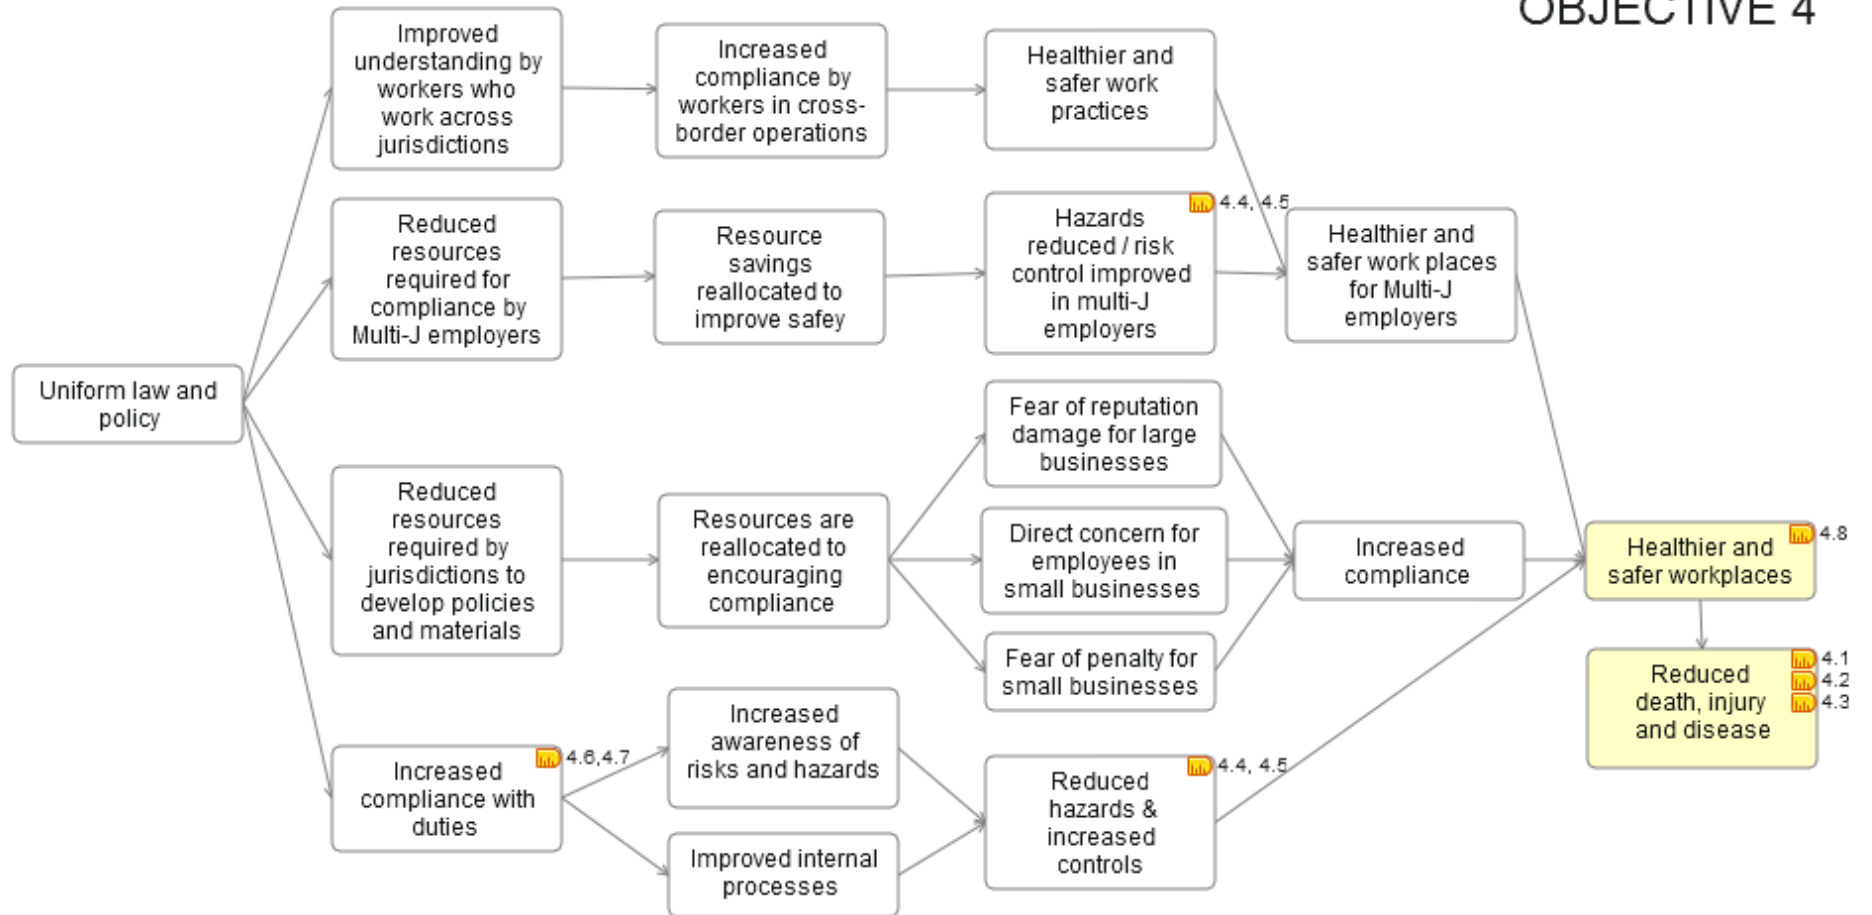 OBJECTIVE 4
Improved
understanding by
workers who
work across
jurisdictions
Increased
compliance by
workers in cross-
border operations
Healthier and
safer work
practices
Reduced
resources
required for
compliance by
Multi-J employers
Resource
savings
reallocated to
improve safey
4.4, 4.5
Hazards
reduced / risk
control improved
in multi-J
employers
Healthier and
safer work places
for Multi-J
employers
Uniform law and
policy
Reduced
resources
required by
jurisdictions to
develop policies
and materials
Resources are
reallocated to
encouraging
compliance
Fear of reputation
damage for large
businesses
Direct concern for
employees in
small businesses
Fear of penalty for
small businesses
Increased
compliance
4.8
Healthier and
safer workplaces
4.1
4.2
4.3
Reduced
death, injury
and disease
4.6,4.7
Increased
compliance with
duties
Increased
awareness of
risks and hazards
Improved internal
processes
4.4, 4.5
Reduced
hazards &
increased
controls